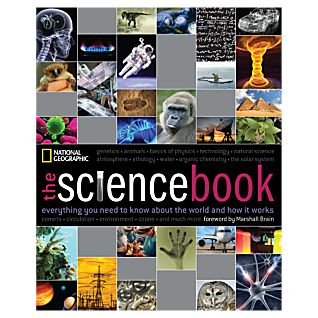 NATIONAL
GEOGRAPHIC
genetics • animals • basics of physics • technology • natural science
atmosphere • ethology • water • organic chemistry • the solar system
the sciencebook
everything you need to know about the world and how it works
comets • circulation • environment • ozone • and much more foreword by Marshall Brain